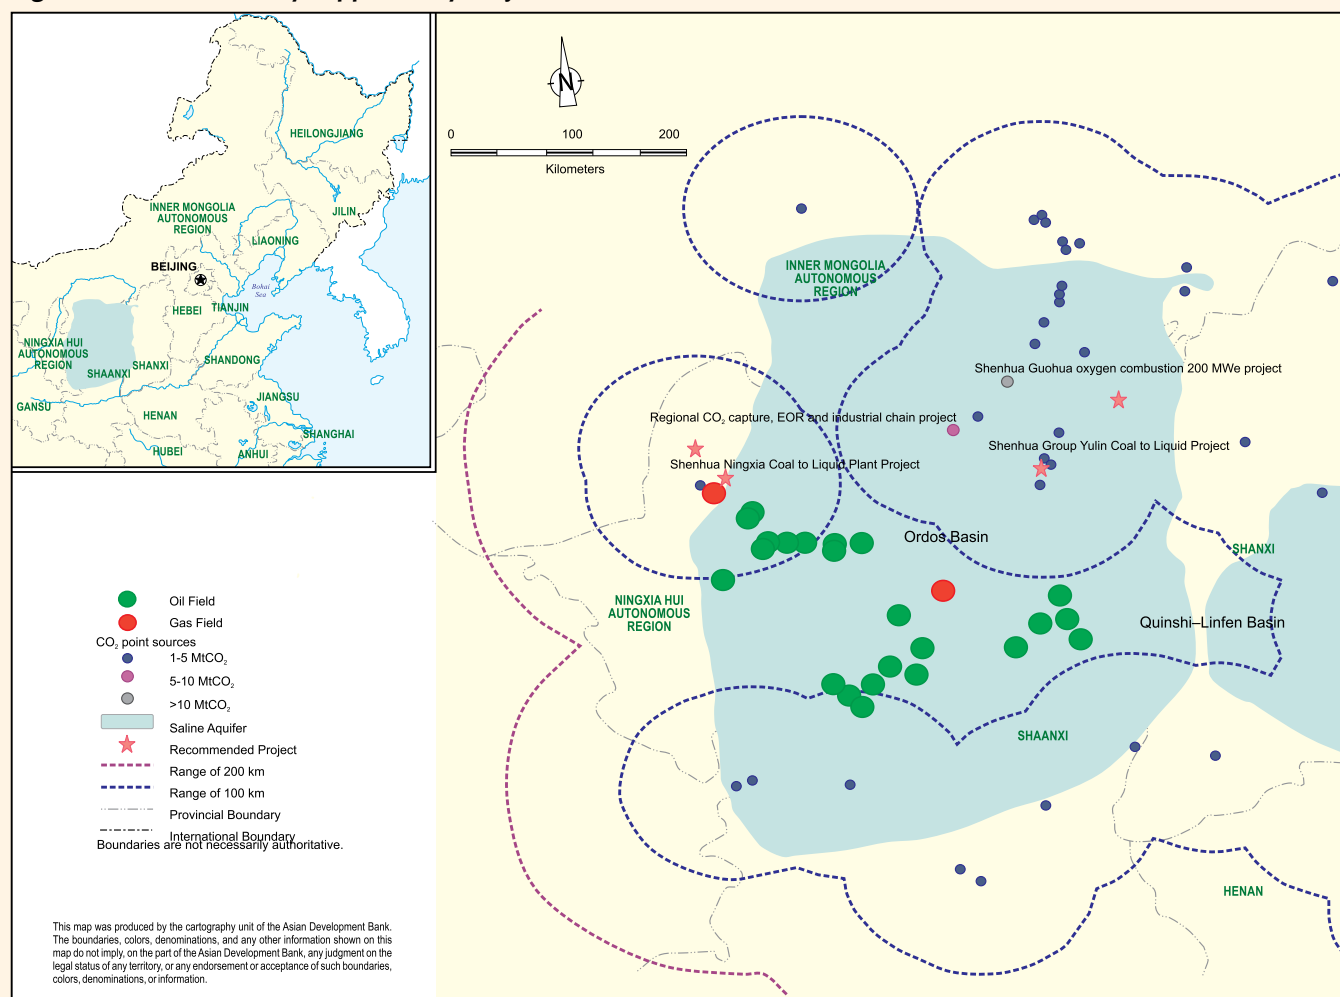 HEILONGJIANG
INNER MONGOLIA
AUTONOMOUS
REGION
JILIN
LIAONING
BEIJING
Bohai
Sea
HEBEI
TIANJIN
NINGXIA HUI
AUTONOMOUS
REGION
SHANXI
SHANDONG
SHAANXI
GANSU
JIANGSU
HENAN
SHANGHAI
HUBEI
ANHUI
N
0 100 200
Kilometers
INNER MONGOLIA
AUTONOMOUS
REGION
Shenhua Guohua oxygen combustion 200 MWe project
Regional CO₂ capture, EOR and industrial chain project
Shenhua Group Yulin Coal to Liquid Project
Shenhua Ningxia Coal to Liquid Plant Project
Ordos Basin
SHANXI
NINGXIA HUI
AUTONOMOUS
REGION
Quinshi–Linfen Basin
SHAANXI
HENAN
Oil Field
Gas Field
CO₂ point sources
1-5 MtCO₂
5-10 MtCO₂
>10 MtCO₂
Saline Aquifer
Recommended Project
Range of 200 km
Range of 100 km
Provincial Boundary
International Boundary
Boundaries are not necessarily authoritative.
This map was produced by the cartography unit of the Asian Development Bank.
The boundaries, colors, denominations, and any other information shown on this
map do not imply, on the part of the Asian Development Bank, any judgment on the
legal status of any territory, or any endorsement or acceptance of such boundaries,
colors, denominations, or information.